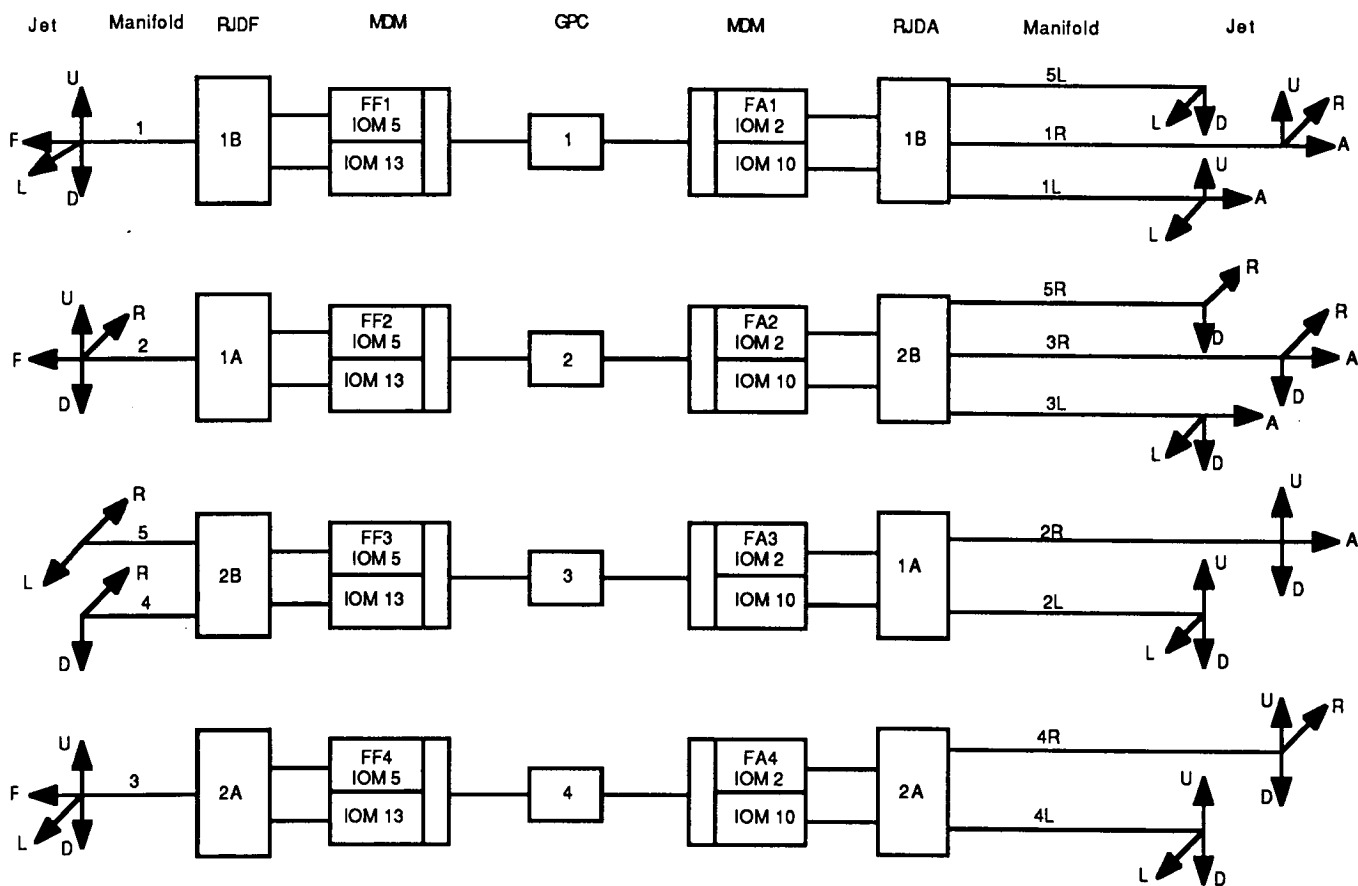 Jet Manifold RJDF MDM GPC MDM RJDA Manifold Jet
U 5L U R
FF1 FA1
F 1 1B IOM 5 1 IOM 2 1B L D 1R A
L D IOM 13 IOM 10 1L U A
L
U R 5R R
FF2 FA2
F 2 1A IOM 5 2 IOM 2 2B D 3R R A
D IOM 13 IOM 10 3L A D
L D
R U
5 FF3 FA3 2R A
L R 2B IOM 5 3 IOM 2 1A U D
4 IOM 13 IOM 10 2L
D L D
U 4R U R
FF4 FA4
F 3 2A IOM 5 4 IOM 2 2A U D
L D IOM 13 IOM 10 4L
L D